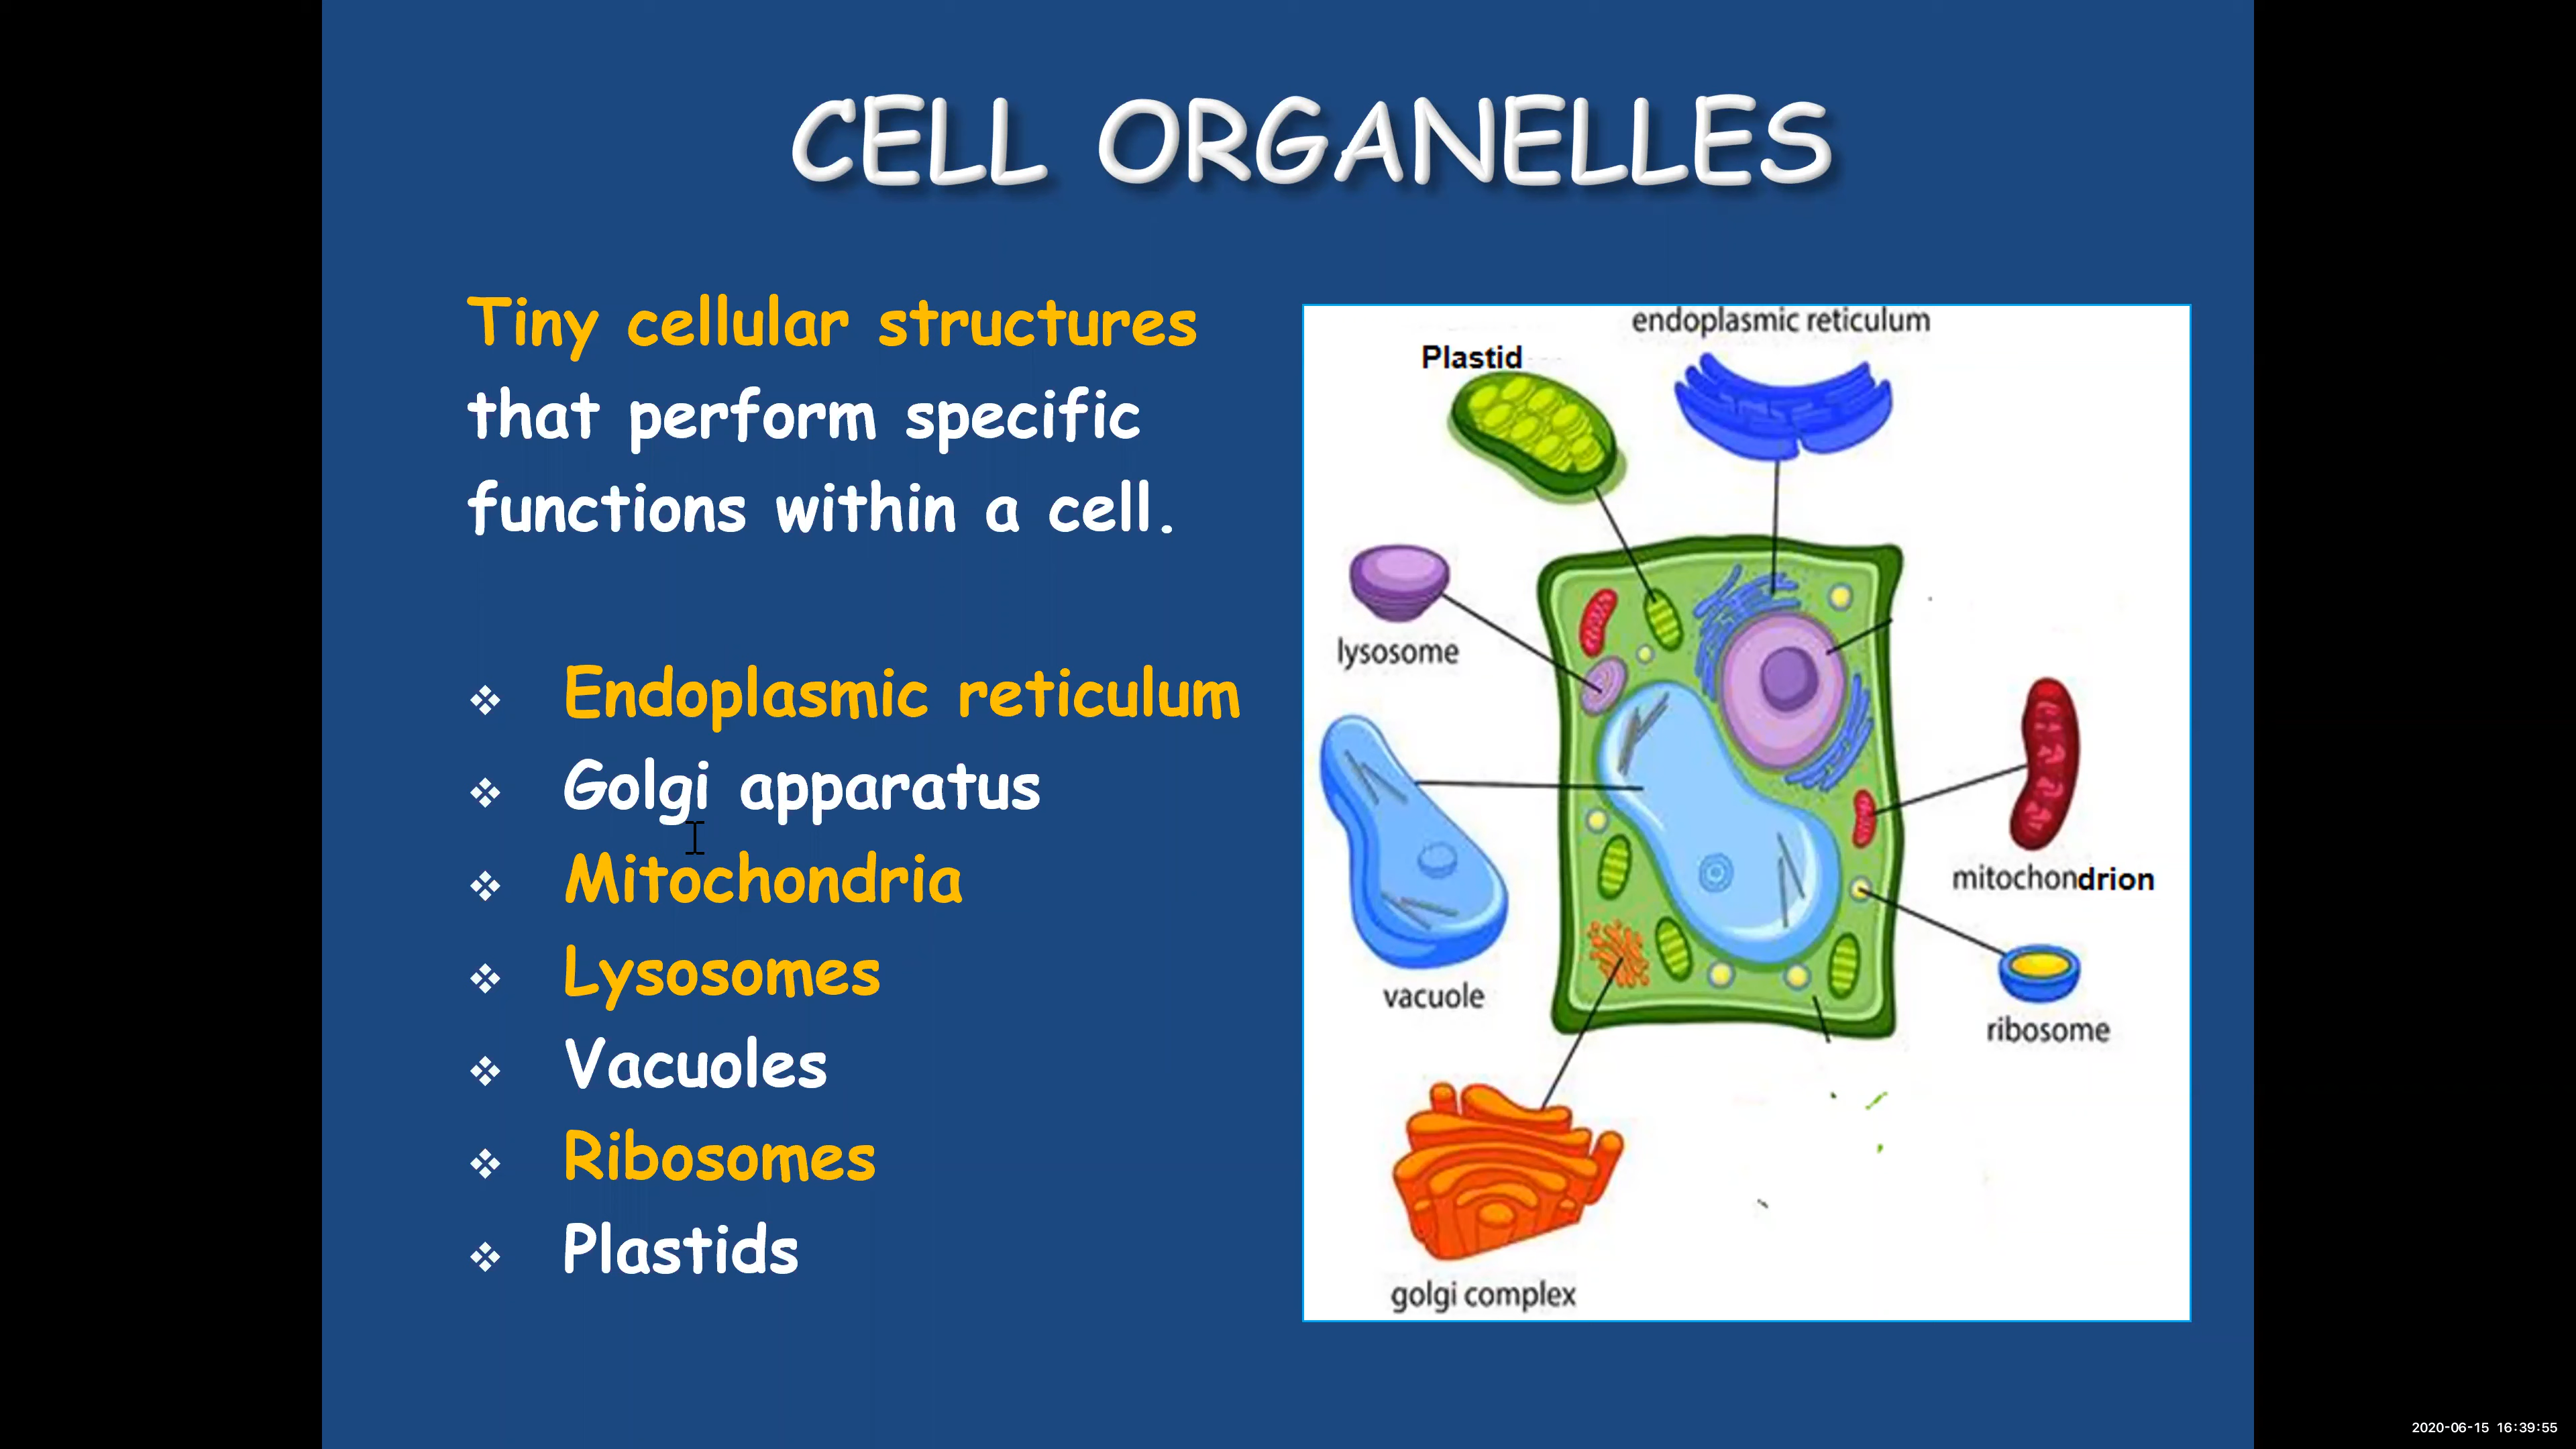 CELL ORGANELLES
Tiny cellular structures
that perform specific
functions within a cell.
❖ Endoplasmic reticulum
❖ Golgi apparatus
❖ Mitochondria
❖ Lysosomes
❖ Vacuoles
❖ Ribosomes
❖ Plastids
endoplasmic reticulum
Plastid
lysosome
mitochondrion
vacuole
ribosome
golgi complex
2020-06-15 16:39:55